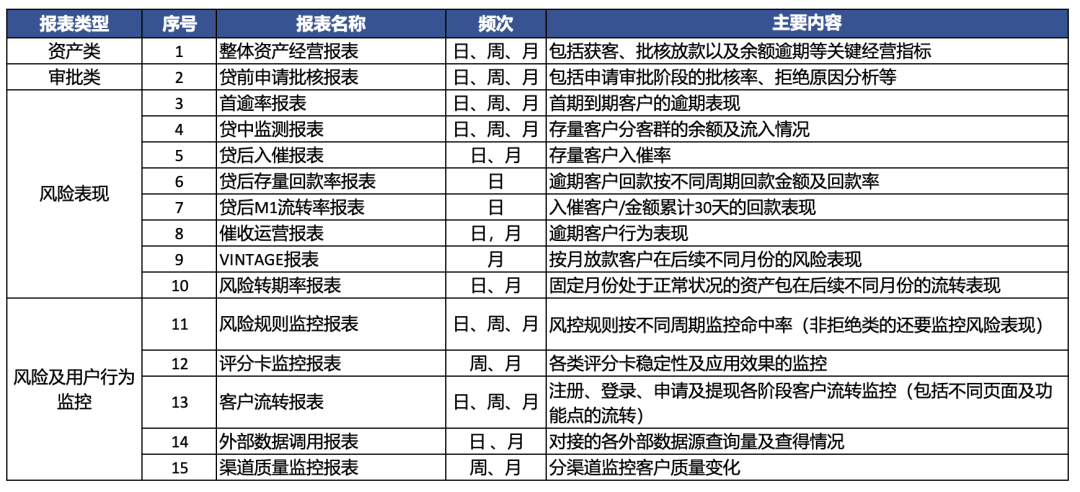 报表类型 序号 报表名称 频次 主要内容
资产类 1 整体资产经营报表 日、周、月 包括获客、批核放款以及余额逾期等关键经营指标
审批类 2 贷前申请批核报表 日、周、月 包括申请审批阶段的批核率、拒绝原因分析等
风险表现 3 首逾率报表 日、周、月 首期到期客户的逾期表现
4 贷中监测报表 日、周、月 存量客户分客群的余额及流入情况
5 贷后入催报表 日、月 存量客户入催率
6 贷后存量回款率报表 日 逾期客户回款按不同周期回款金额及回款率
7 贷后M1流转率报表 日 入催客户/金额累计30天的回款表现
8 催收运营报表 日，月 逾期客户行为表现
9 VINTAGE报表 月 按月放款客户在后续不同月份的风险表现
10 风险转期率报表 日、月 固定月份处于正常状况的资产包在后续不同月份的流转表现
风险及用户行为
监控
11 风险规则监控报表 日、周、月 风控规则按不同周期监控命中率（非拒绝类的还要监控风险表现）
12 评分卡监控报表 周、月 各类评分卡稳定性及应用效果的监控
13 客户流转报表 日、周、月 注册、登录、申请及提现各阶段客户流转监控（包括不同页面及功
能点的流转）
14 外部数据调用报表 日 、月 对接的各外部数据源查询量及查得情况
15 渠道质量监控报表 周、月 分渠道监控客户质量变化